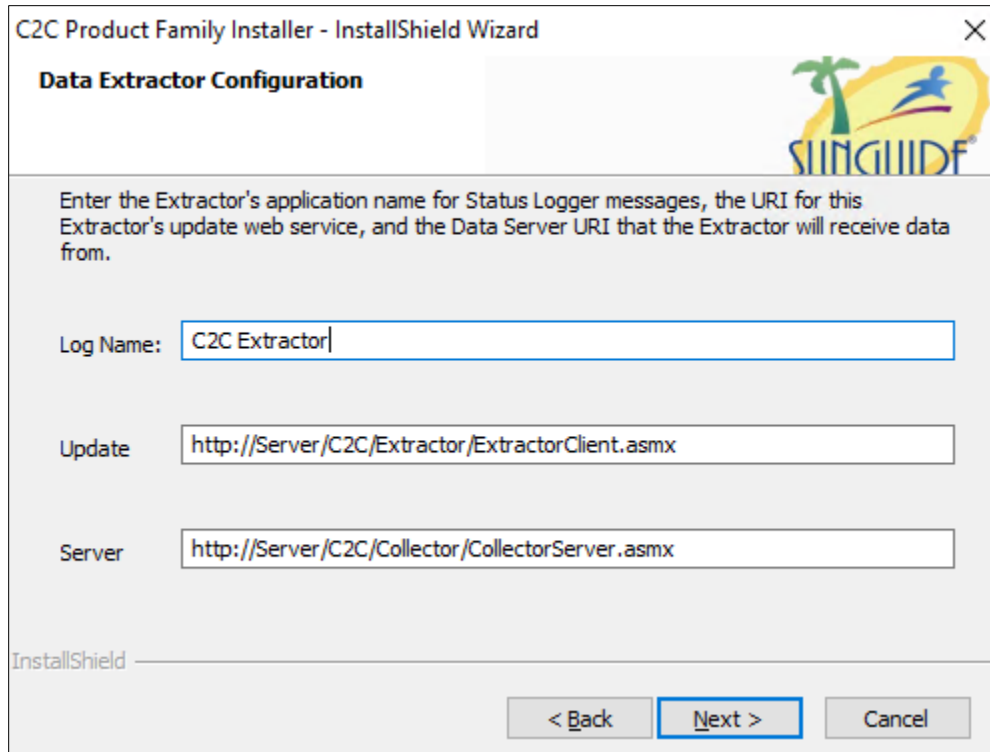 C2C Product Family Installer - InstallShield Wizard
Data Extractor Configuration
SUNGUIDE®
Enter the Extractor's application name for Status Logger messages, the URI for this
Extractor's update web service, and the Data Server URI that the Extractor will receive data
from.
Log Name: C2C Extractor
Update http://Server/C2C/Extractor/ExtractorClient.asmx
Server http://Server/C2C/Collector/CollectorServer.asmx
InstallShield
< Back Next > Cancel